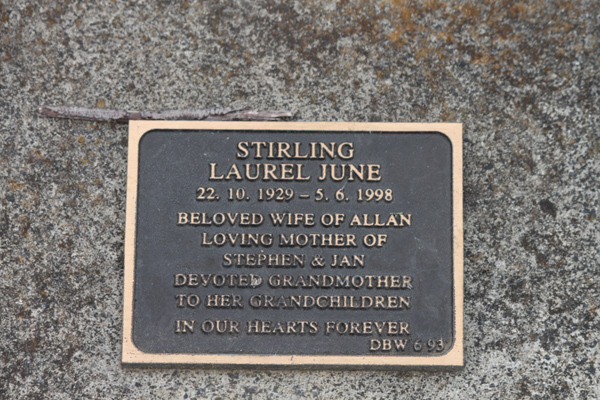 STIRLING
LAUREL JUNE
22. 10. 1929 – 5. 6. 1998
BELOVED WIFE OF ALLAN
LOVING MOTHER OF
STEPHEN & JAN
DEVOTED GRANDMOTHER
TO HER GRANDCHILDREN
IN OUR HEARTS FOREVER
DBW 6 93